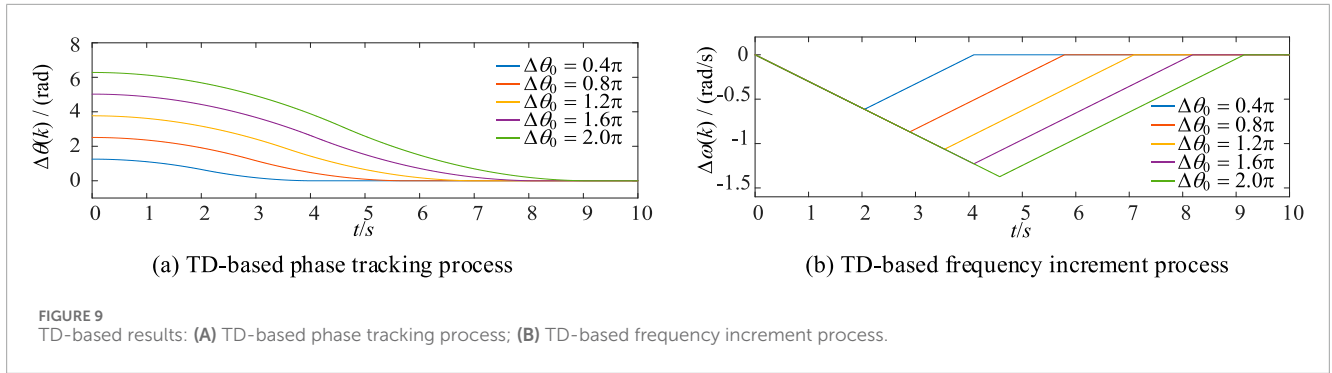 8
6
4
2
0
Δθ(k) / (rad)
Δθ0 = 0.4π
Δθ0 = 0.8π
Δθ0 = 1.2π
Δθ0 = 1.6π
Δθ0 = 2.0π
0 1 2 3 4 5 6 7 8 9 10
t/s
(a) TD-based phase tracking process
0
-0.5
-1
-1.5
Δω(k) / (rad/s)
Δθ0 = 0.4π
Δθ0 = 0.8π
Δθ0 = 1.2π
Δθ0 = 1.6π
Δθ0 = 2.0π
0 1 2 3 4 5 6 7 8 9 10
t/s
(b) TD-based frequency increment process
FIGURE 9
TD-based results: (A) TD-based phase tracking process; (B) TD-based frequency increment process.